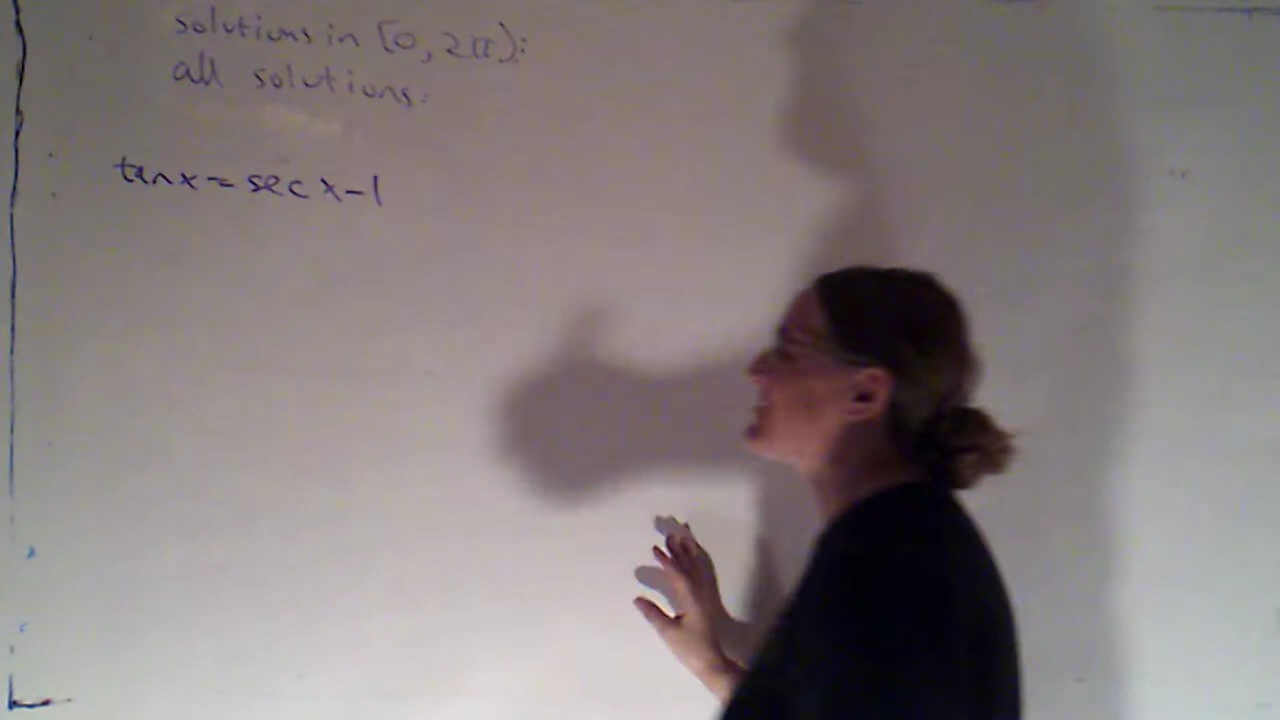 solutions in [0, 2π):
all solutions:
tan x = sec x - 1